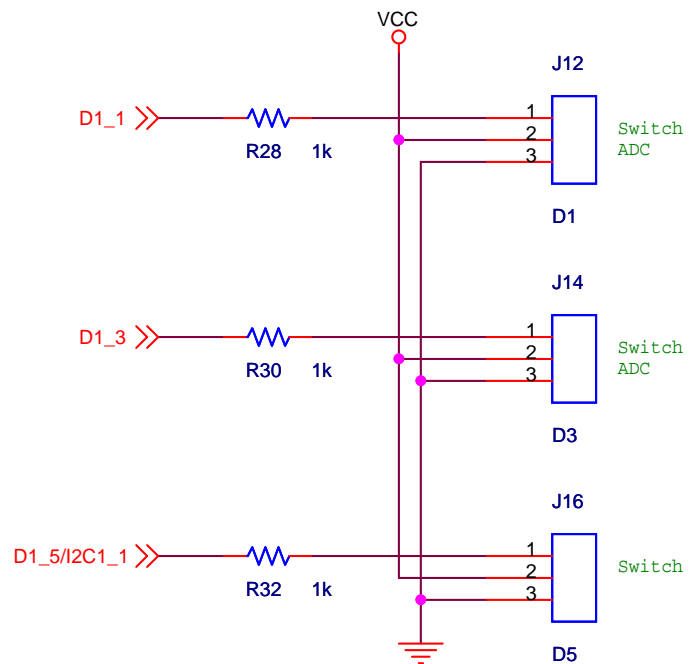 VCC
J12
D1_1
R28 1k
1
2
3
Switch
ADC
D1
J14
D1_3
R30 1k
1
2
3
Switch
ADC
D3
J16
D1_5/I2C1_1
R32 1k
1
2
3
Switch
D5